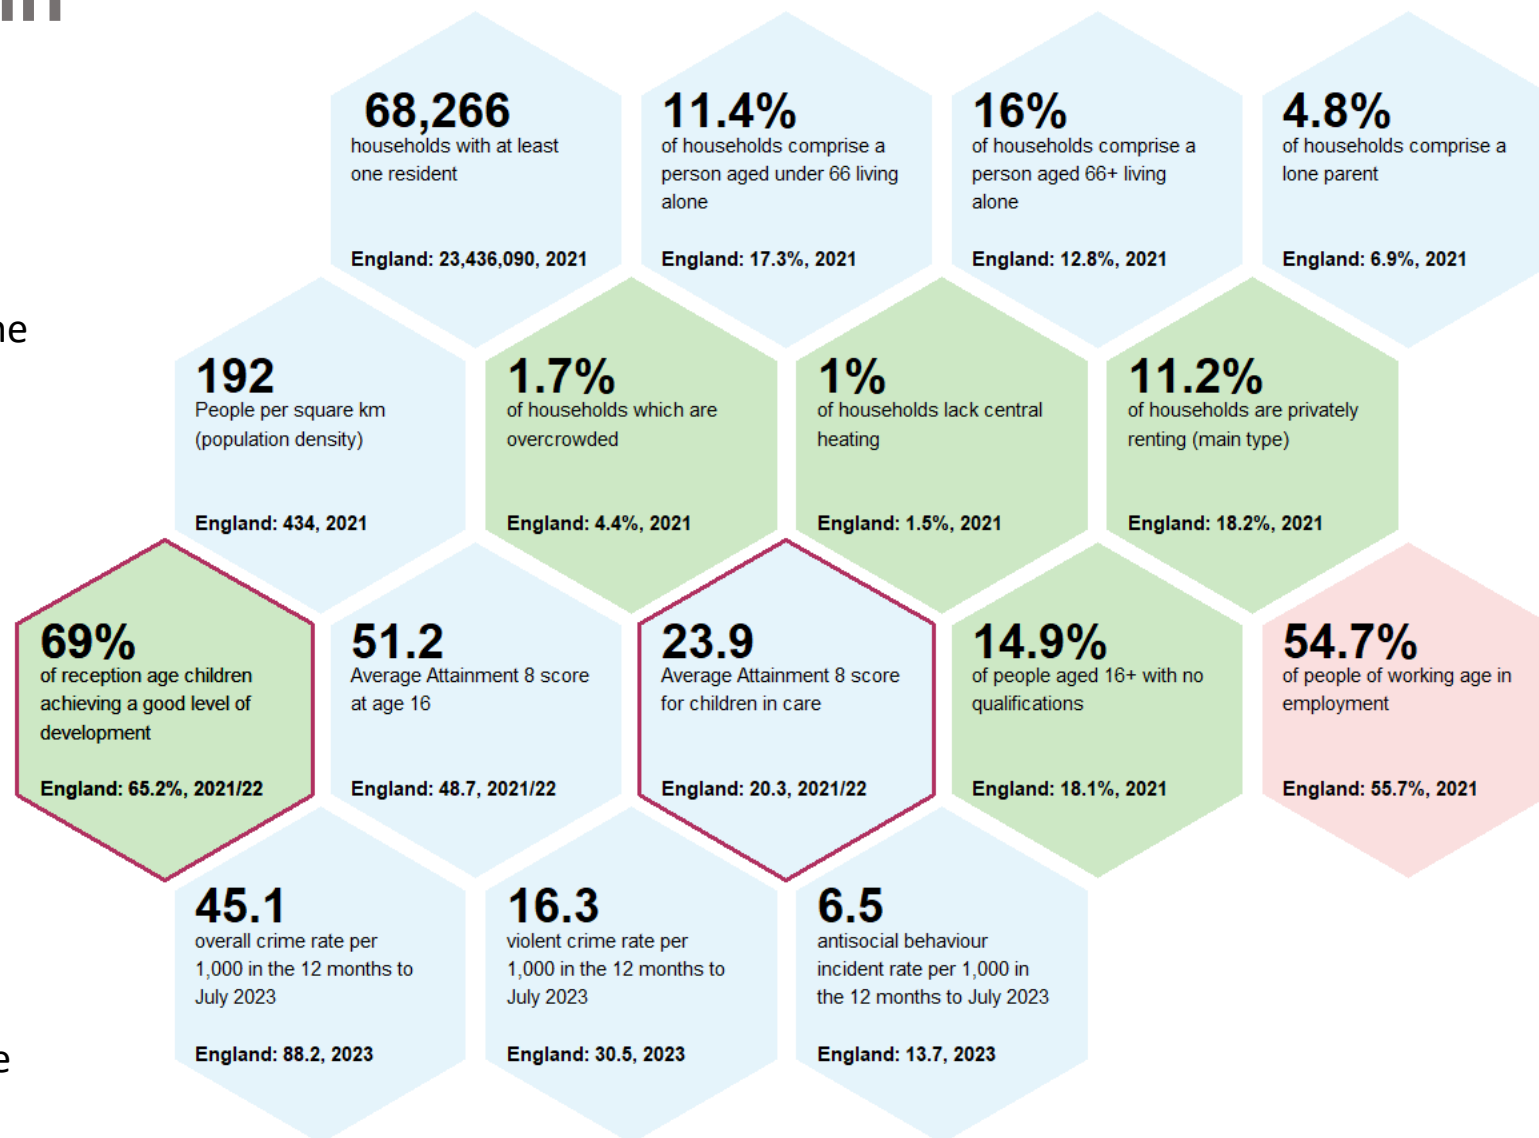 68,266
households with at least
one resident
England: 23,436,090, 2021
11.4%
of households comprise a
person aged under 66 living
alone
England: 17.3%, 2021
16%
of households comprise a
person aged 66+ living
alone
England: 12.8%, 2021
4.8%
of households comprise a
lone parent
England: 6.9%, 2021
192
People per square km
(population density)
England: 434, 2021
1.7%
of households which are
overcrowded
England: 4.4%, 2021
1%
of households lack central
heating
England: 1.5%, 2021
11.2%
of households are privately
renting (main type)
England: 18.2%, 2021
69%
of reception age children
achieving a good level of
development
England: 65.2%, 2021/22
51.2
Average Attainment 8 score
at age 16
England: 48.7, 2021/22
23.9
Average Attainment 8 score
for children in care
England: 20.3, 2021/22
14.9%
of people aged 16+ with no
qualifications
England: 18.1%, 2021
54.7%
of people of working age in
employment
England: 55.7%, 2021
45.1
overall crime rate per
1,000 in the 12 months to
July 2023
England: 88.2, 2023
16.3
violent crime rate per
1,000 in the 12 months to
July 2023
England: 30.5, 2023
6.5
antisocial behaviour
incident rate per 1,000 in
the 12 months to July 2023
England: 13.7, 2023